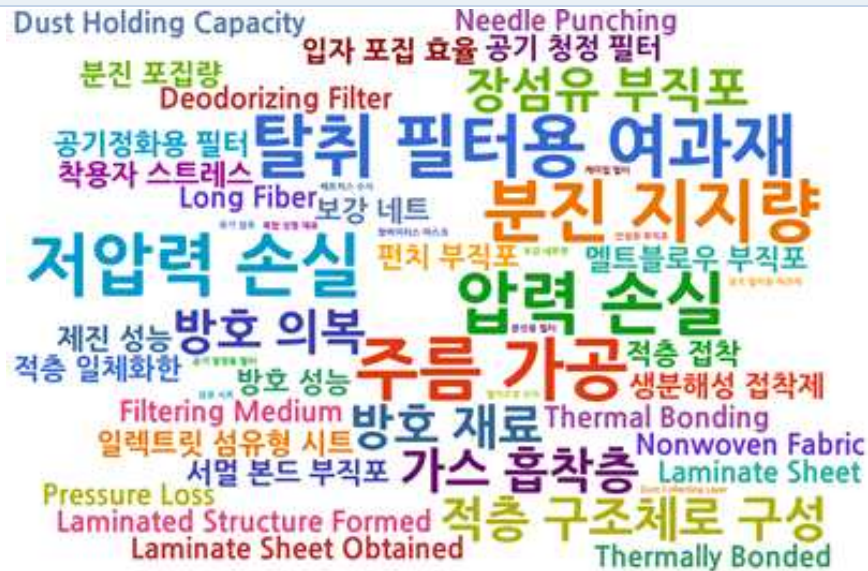 Dust Holding Capacity
Needle Punching
입자 포집 효율
공기 청정 필터
분진 포집량
장섬유 부직포
Deodorizing Filter
공기정화용 필터
탈취 필터용 여과재
착용자 스트레스
Long Fiber
보강 네트
분진 지지량
저압력 손실
펀치 부직포
멜트블로우 부직포
압력 손실
제진 성능
방호 의복
적층 일체화한
주름 가공
적층 접착
방호 성능
생분해성 접착제
Filtering Medium
방호 재료
Thermal Bonding
일렉트릿 섬유형 시트
Nonwoven Fabric
서멀 본드 부직포
가스 흡착층
Laminate Sheet
Pressure Loss
Laminated Structure Formed
적층 구조체로 구성
Laminate Sheet Obtained
Thermally Bonded